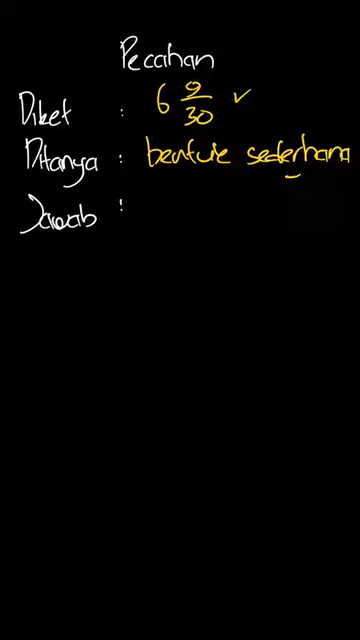 Pecahan
Diket : 6 9/30 ✓
Ditanya : bentuk sederhana
Jawab :